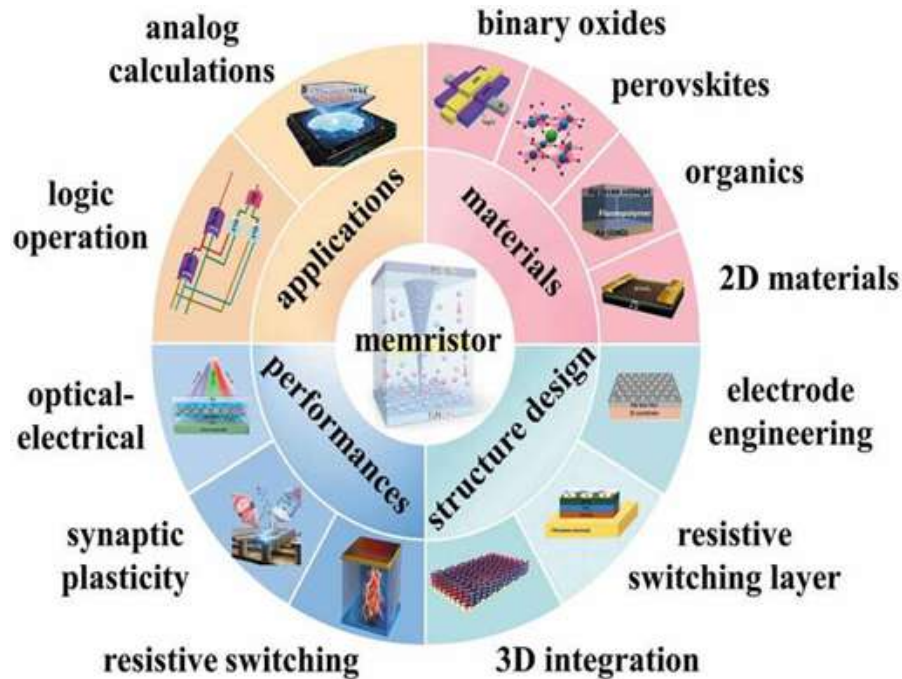 analog
calculations
binary oxides
perovskites
organics
2D materials
logic
operation
applications
materials
memristor
performances
structure design
optical-
electrical
electrode
engineering
synaptic
plasticity
resistive
switching layer
resistive switching
3D integration